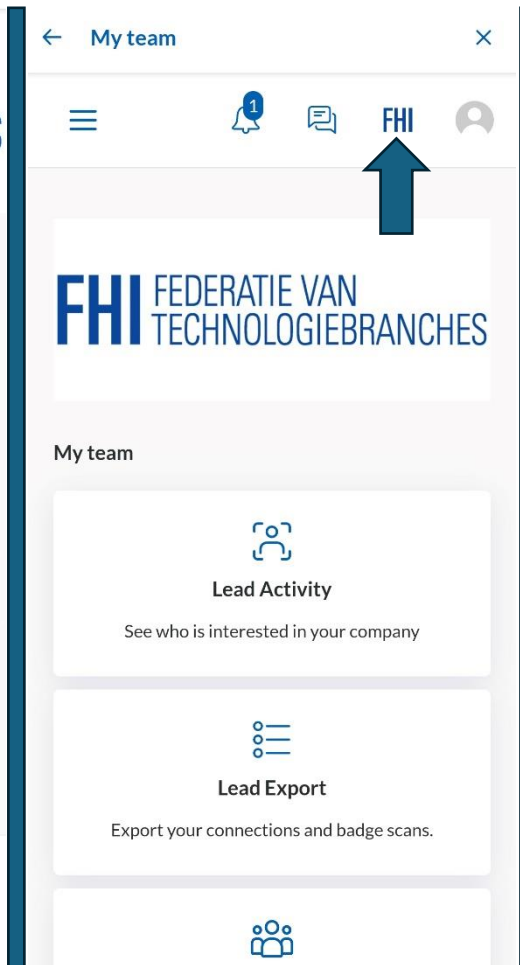 My team
1
FHI
FHI FEDERATIE VAN
TECHNOLOGIEBRANCHES
My team
Lead Activity
See who is interested in your company
Lead Export
Export your connections and badge scans.